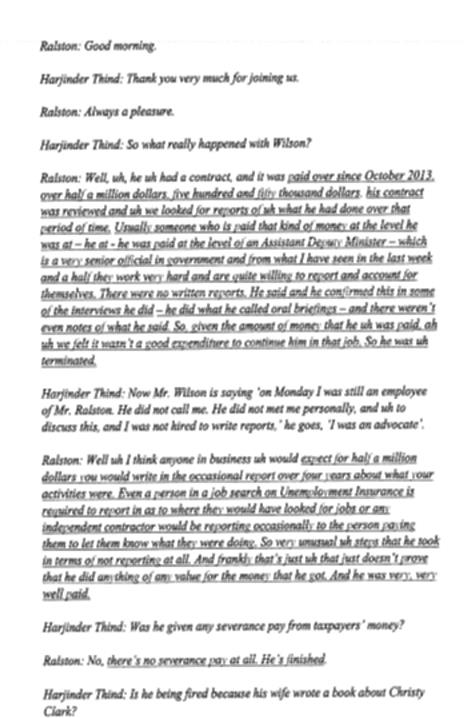 Ralston: Good morning.
Harjinder Thind: Thank you very much for joining us.
Ralston: Always a pleasure.
Harjinder Thind: So what really happened with Wilson?
Ralston: Well, uh, he uh had a contract, and it was paid over since October 2013,
over half a million dollars, five hundred and fifty thousand dollars, his contract
was reviewed and uh we looked for reports of uh what he had done over that
period of time. Usually someone who is paid that kind of money at the level he
was at – he at - he was paid at the level of an Assistant Deputy Minister – which
is a very senior official in government and from what I have seen in the last week
and a half they work very hard and are quite willing to report and account for
themselves. There were no written reports. He said and he confirmed this in some
of the interviews he did – he did what he called oral briefings – and there weren't
even notes of what he said. So, given the amount of money that he uh was paid, ah
uh we felt it wasn't a good expenditure to continue him in that job. So he was uh
terminated.
Harjinder Thind: Now Mr. Wilson is saying 'on Monday I was still an employee
of Mr. Ralston. He did not call me. He did not met me personally, and uh to
discuss this, and I was not hired to write reports,' he goes, 'I was an advocate'.
Ralston: Well uh I think anyone in business uh would expect for half a million
dollars you would write in the occasional report over four years about what your
activities were. Even a person in a job search on Unemployment Insurance is
required to report in as to where they would have looked for jobs or any
independent contractor would be reporting occasionally to the person paying
them to let them know what they were doing. So very unusual uh steps that he took
in terms of not reporting at all. And frankly that's just uh that just doesn't prove
that he did anything of any value for the money that he got. And he was very, very
well paid.
Harjinder Thind: Was he given any severance pay from taxpayers' money?
Ralston: No, there's no severance pay at all. He's finished.
Harjinder Thind: Is he being fired because his wife wrote a book about Christy
Clark?